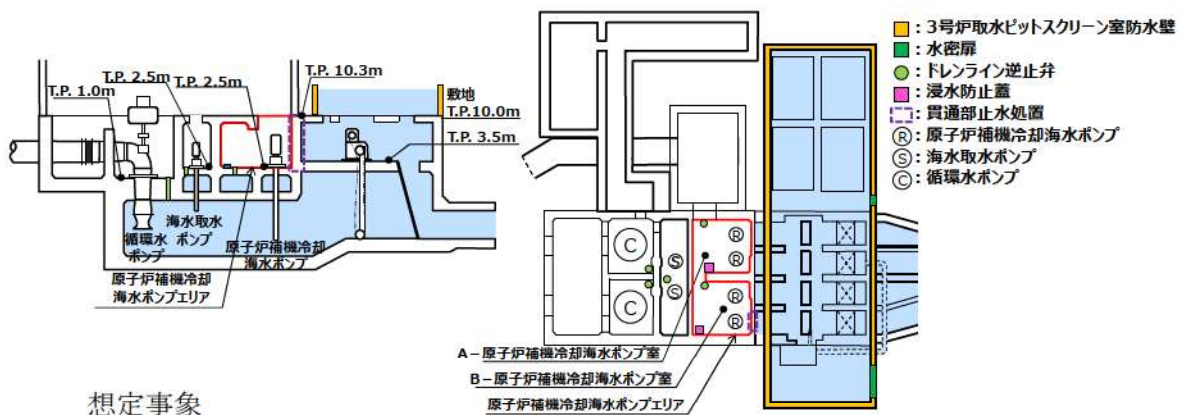 T.P. 10.3m
T.P. 2.5m
T.P. 2.5m
T.P. 1.0m
敷地
T.P.10.0m
T.P. 3.5m
海水取水
ポンプ
循環水
ポンプ
原子炉補機冷却
海水ポンプ
原子炉補機冷却
海水ポンプエリア
想定事象
C
C
S
S
R
R
R
R
A-原子炉補機冷却海水ポンプ室
B-原子炉補機冷却海水ポンプ室
原子炉補機冷却海水ポンプエリア
:3号炉取水ピットスクリーン室防水壁
:水密扉
:ドレンライン逆止弁
:浸水防止蓋
:貫通部止水処置
R:原子炉補機冷却海水ポンプ
S:海水取水ポンプ
C:循環水ポンプ